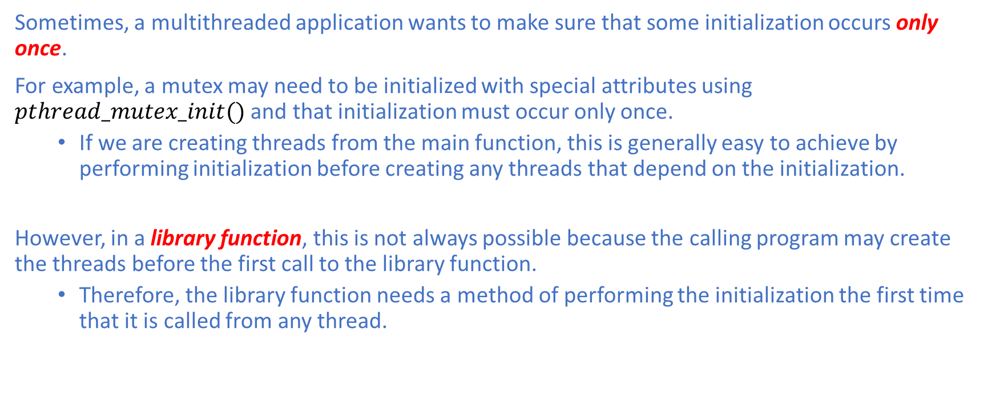 Sometimes, a multithreaded application wants to make sure that some initialization occurs only
once.
For example, a mutex may need to be initialized with special attributes using
pthread_mutex_init() and that initialization must occur only once.
• If we are creating threads from the main function, this is generally easy to achieve by
performing initialization before creating any threads that depend on the initialization.
However, in a library function, this is not always possible because the calling program may create
the threads before the first call to the library function.
• Therefore, the library function needs a method of performing the initialization the first time
that it is called from any thread.